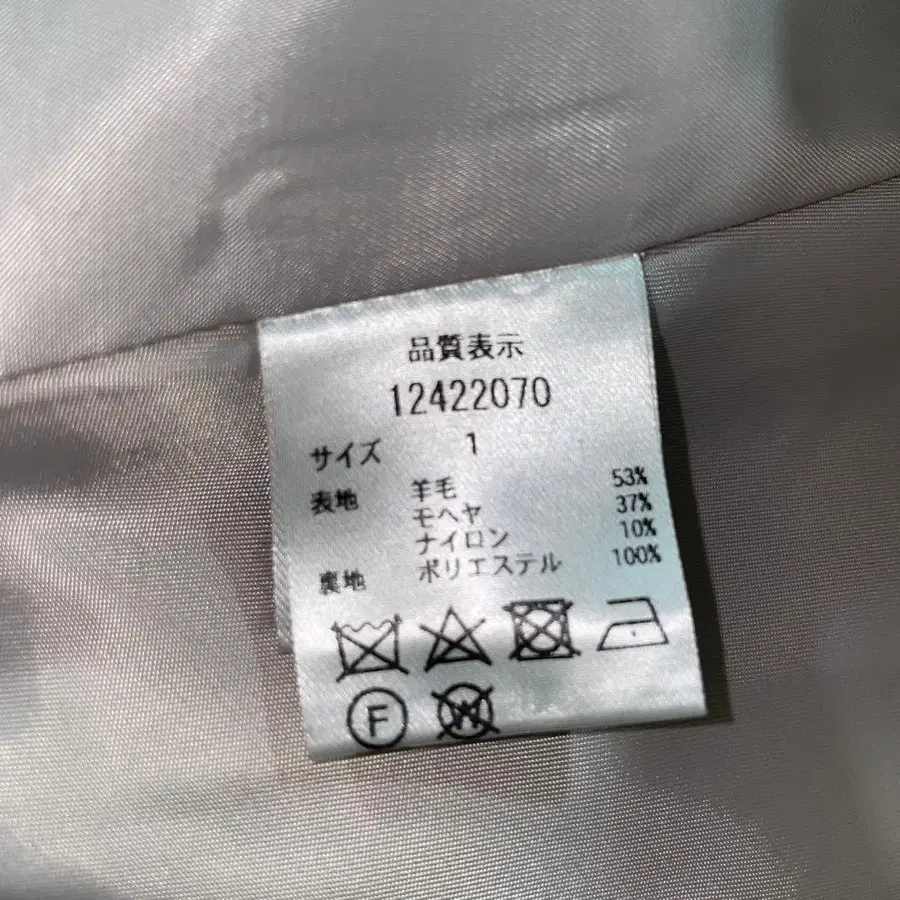 品質表示
12422070
サイズ 1
表地 羊毛 53%
モヘヤ 37%
ナイロン 10%
裏地 ポリエステル 100%
F W